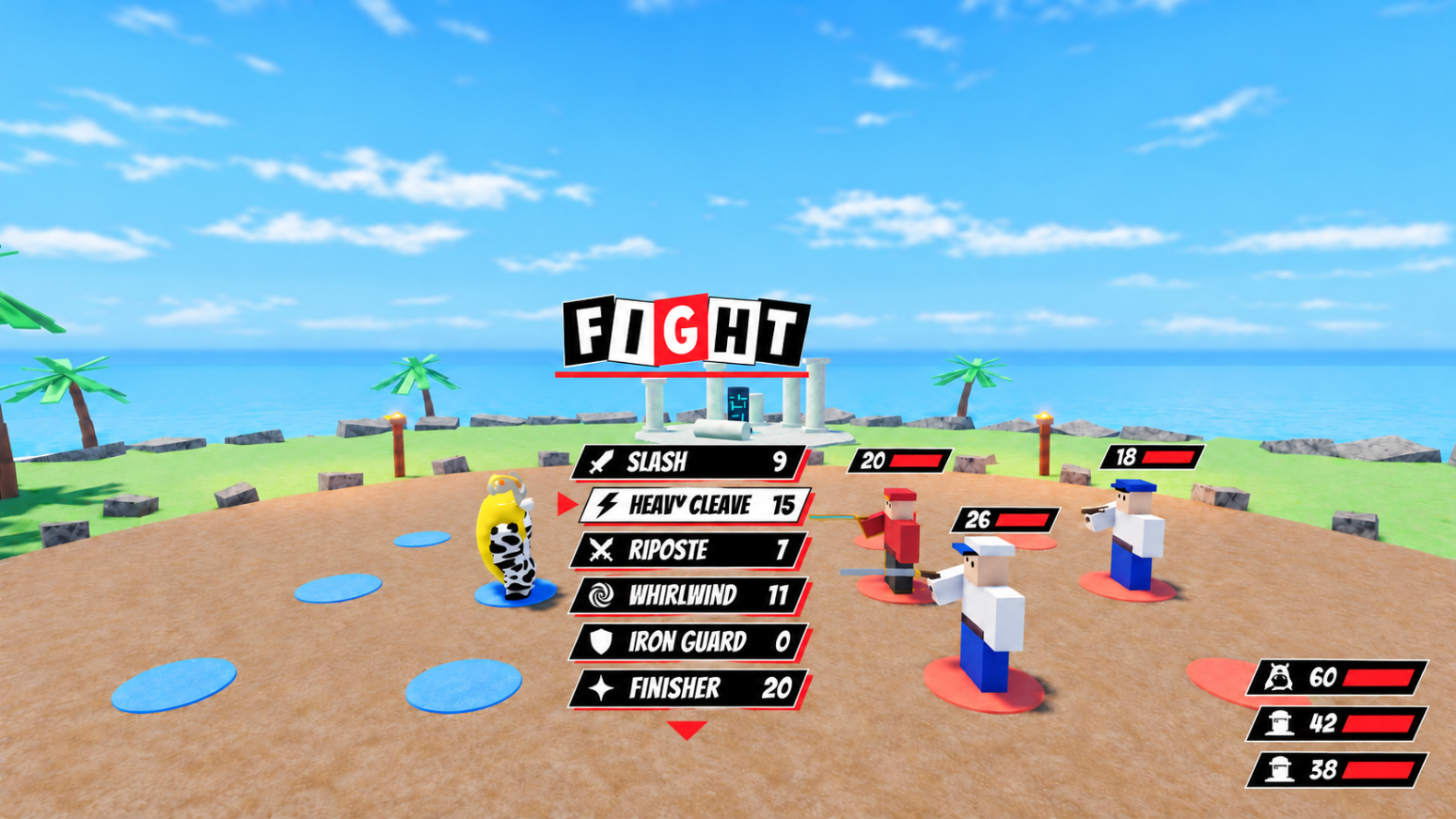 FIGHT
SLASH 9
HEAVY CLEAVE 15
RIPOSTE 7
WHIRLWIND 11
IRON GUARD 0
FINISHER 20
20
18
26
60
42
38